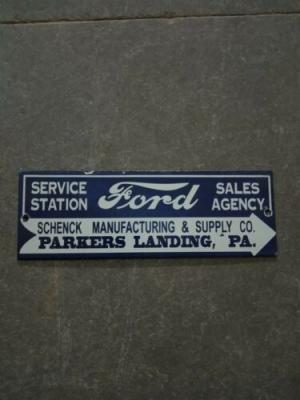 SERVICE STATION
Ford
SALES AGENCY
SCHENCK MANUFACTURING & SUPPLY CO.
PARKERS LANDING, PA.